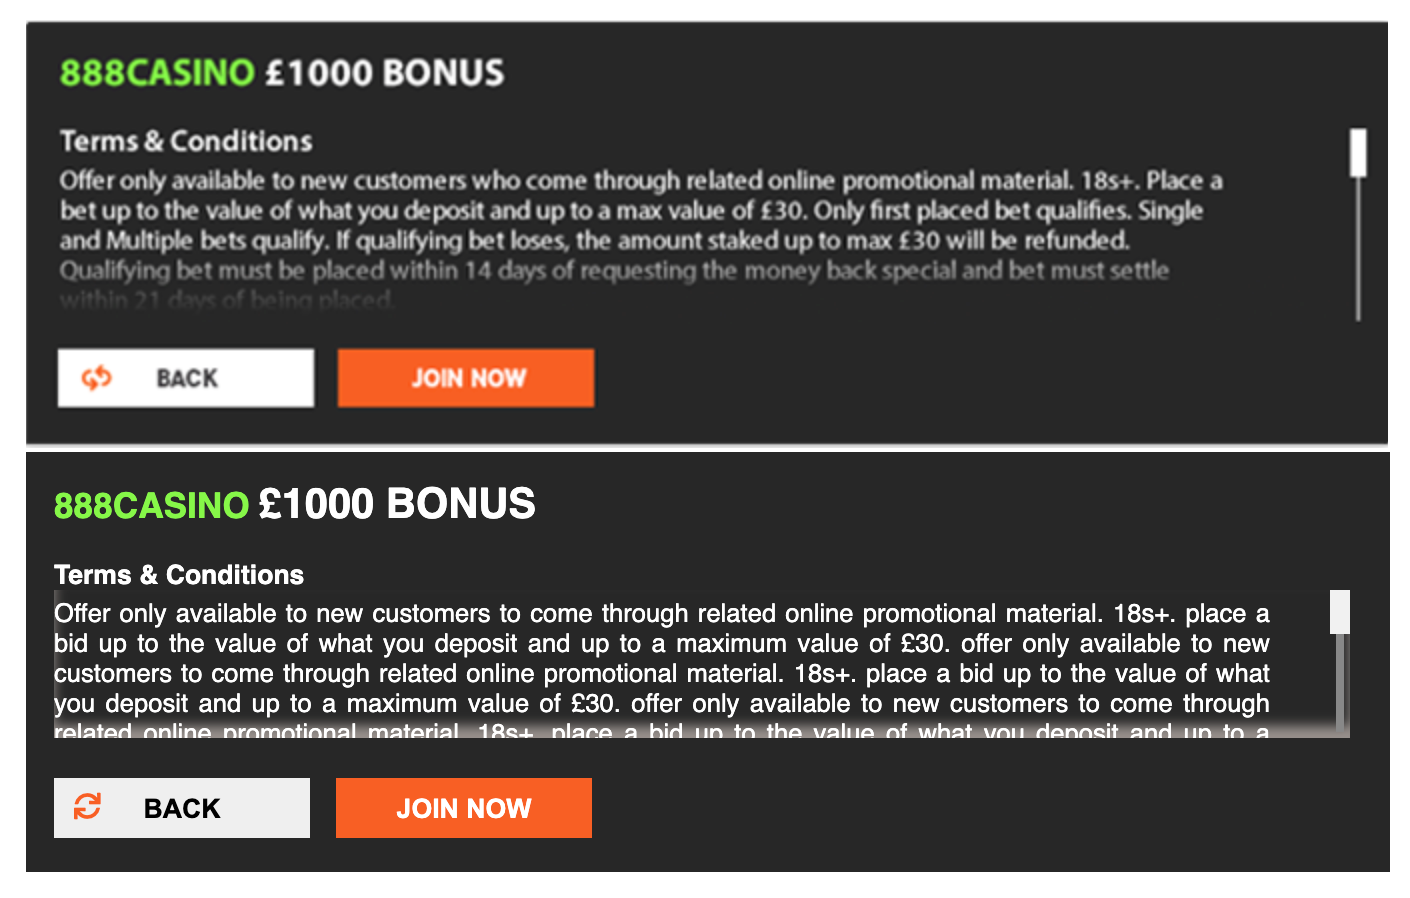 888CASINO £1000 BONUS
Terms & Conditions
Offer only available to new customers who come through related online promotional material. 18s+. Place a
bet up to the value of what you deposit and up to a max value of £30. Only first placed bet qualifies. Single
and Multiple bets qualify. If qualifying bet loses, the amount staked up to max £30 will be refunded.
Qualifying bet must be placed within 14 days of requesting the money back special and bet must settle
within 21 days of being placed.
BACK
JOIN NOW
888CASINO £1000 BONUS
Terms & Conditions
Offer only available to new customers to come through related online promotional material. 18s+. place a
bid up to the value of what you deposit and up to a maximum value of £30. offer only available to new
customers to come through related online promotional material. 18s+. place a bid up to the value of what
you deposit and up to a maximum value of £30. offer only available to new customers to come through
related online promotional material. 18s+. place a bid up to the value of what you deposit and up to a
BACK
JOIN NOW